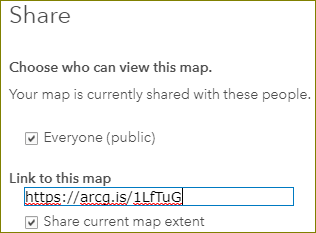 Share
Choose who can view this map.
Your map is currently shared with these people.
Everyone (public)
Link to this map
https://arcg.is/1LfTuG
Share current map extent